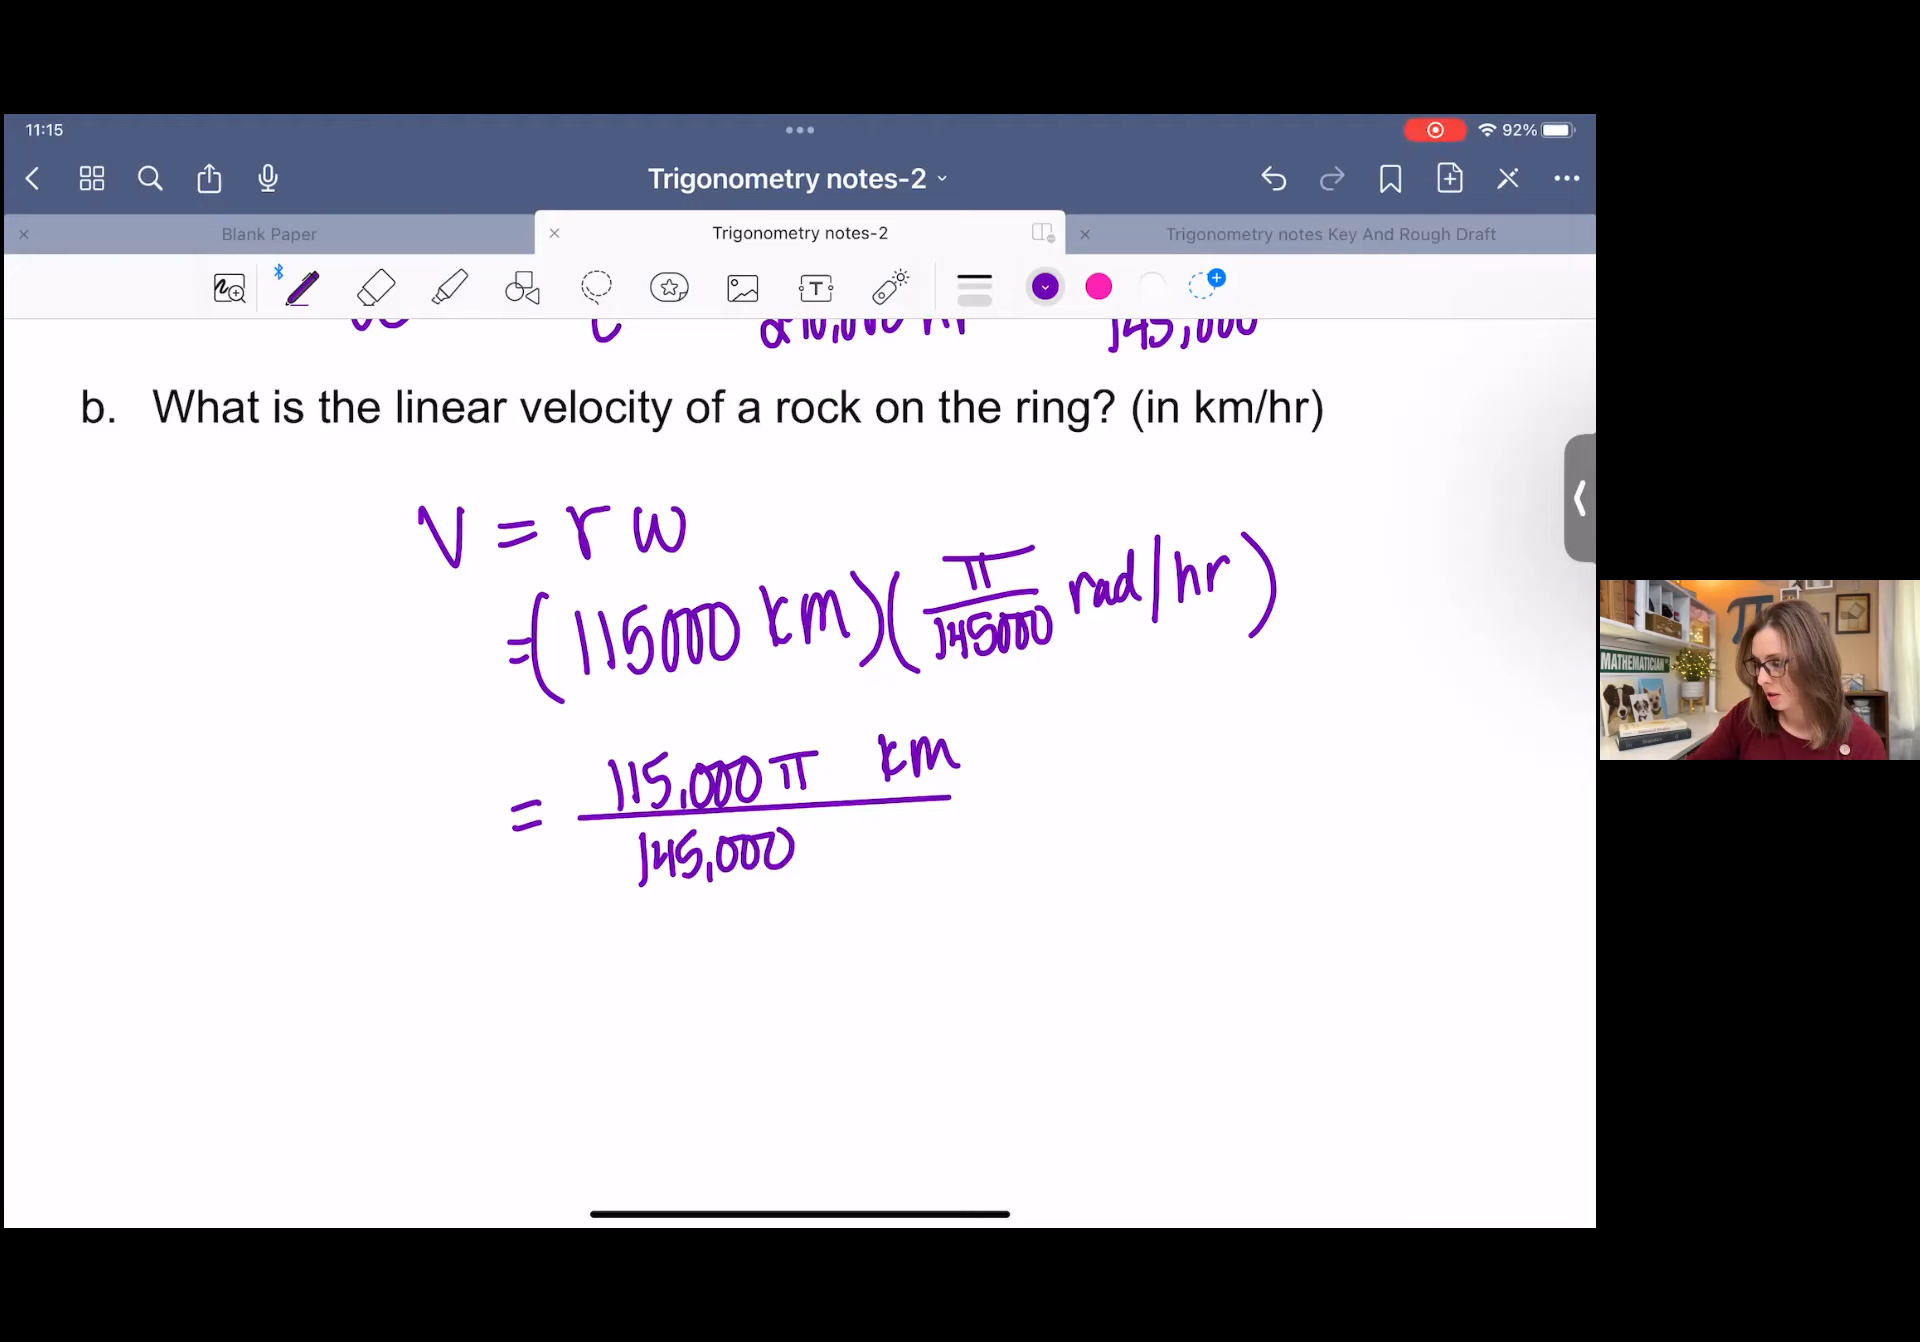 11:15
92%
Trigonometry notes-2
Blank Paper
Trigonometry notes-2
Trigonometry notes Key And Rough Draft
T
145,000
b. What is the linear velocity of a rock on the ring? (in km/hr)
V = r ω
= (115000 km)(π/145000 rad/hr)
= 115,000π km
145,000
MATHEMATICIAN
π